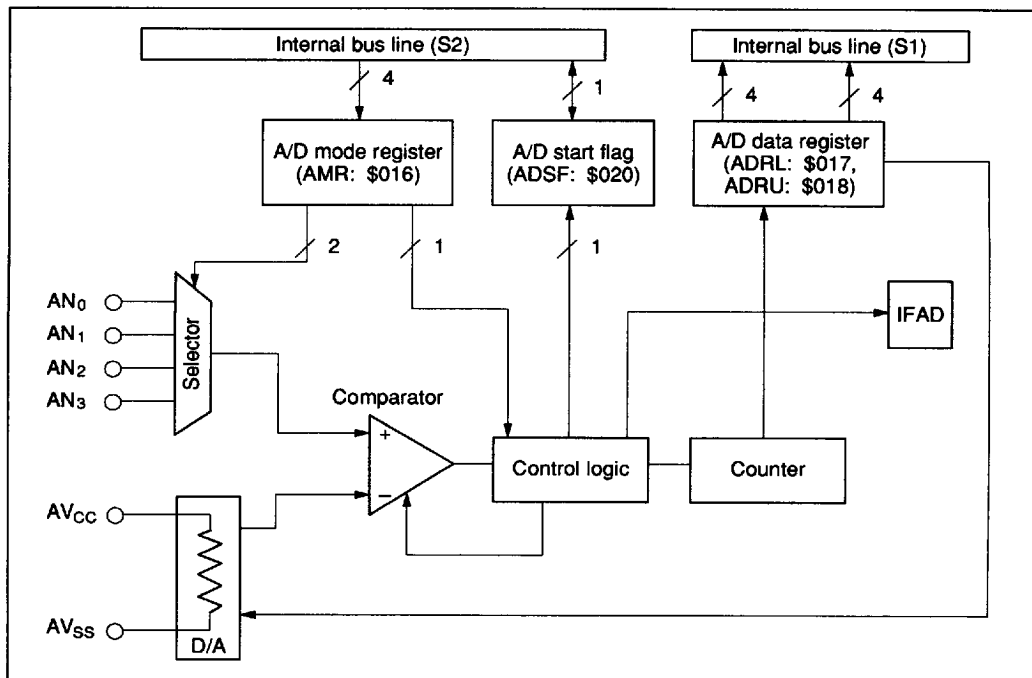 Internal bus line (S2)
Internal bus line (S1)
4
1
4
4
A/D mode register
(AMR: $016)
A/D start flag
(ADSF: $020)
A/D data register
(ADRL: $017,
ADRU: $018)
2
1
1
AN0
AN1
AN2
AN3
Selector
IFAD
Comparator
+
−
Control logic
Counter
AVCC
AVSS
D/A